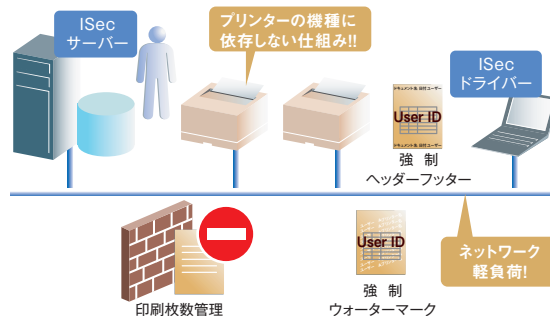 ISec
サーバー
プリンターの機種に
依存しない仕組み!!
ISec
ドライバー
User ID
強 制
ヘッダーフッター
User ID
強 制
ウォーターマーク
印刷枚数管理
ネットワーク
軽負荷!